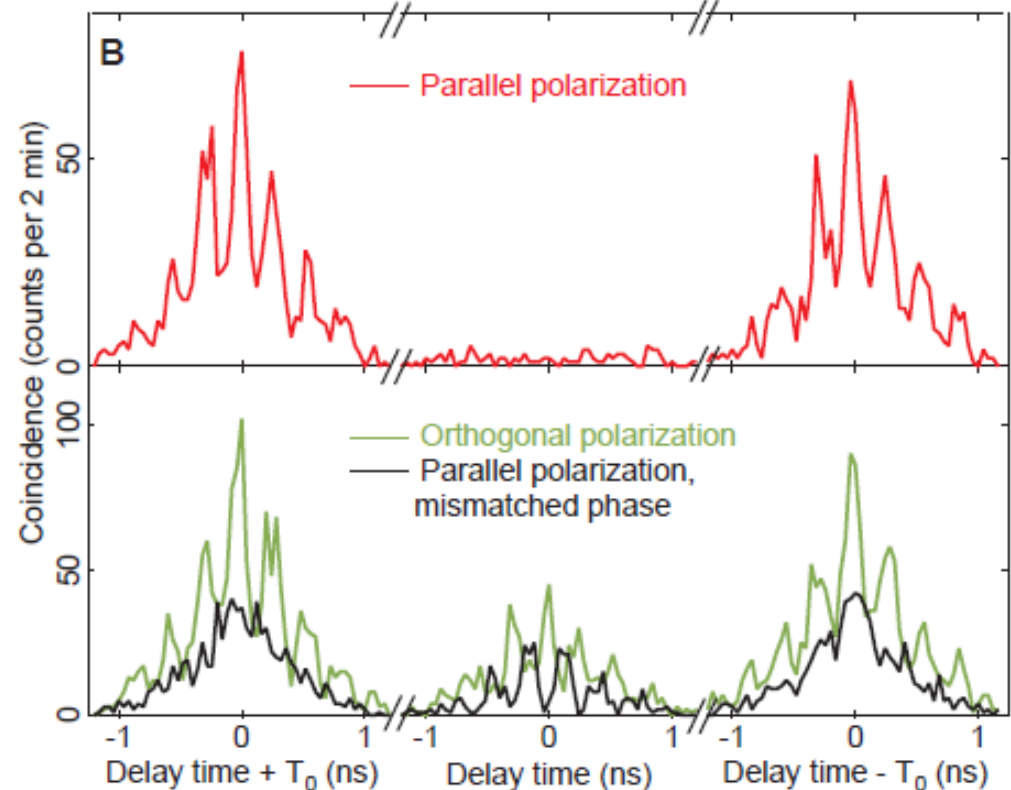 B
Parallel polarization
50
0
Coincidence (counts per 2 min)
Orthogonal polarization
Parallel polarization,
mismatched phase
100
50
0
-1 0 1 -1 0 1 -1 0 1
Delay time + T₀ (ns) Delay time (ns) Delay time - T₀ (ns)